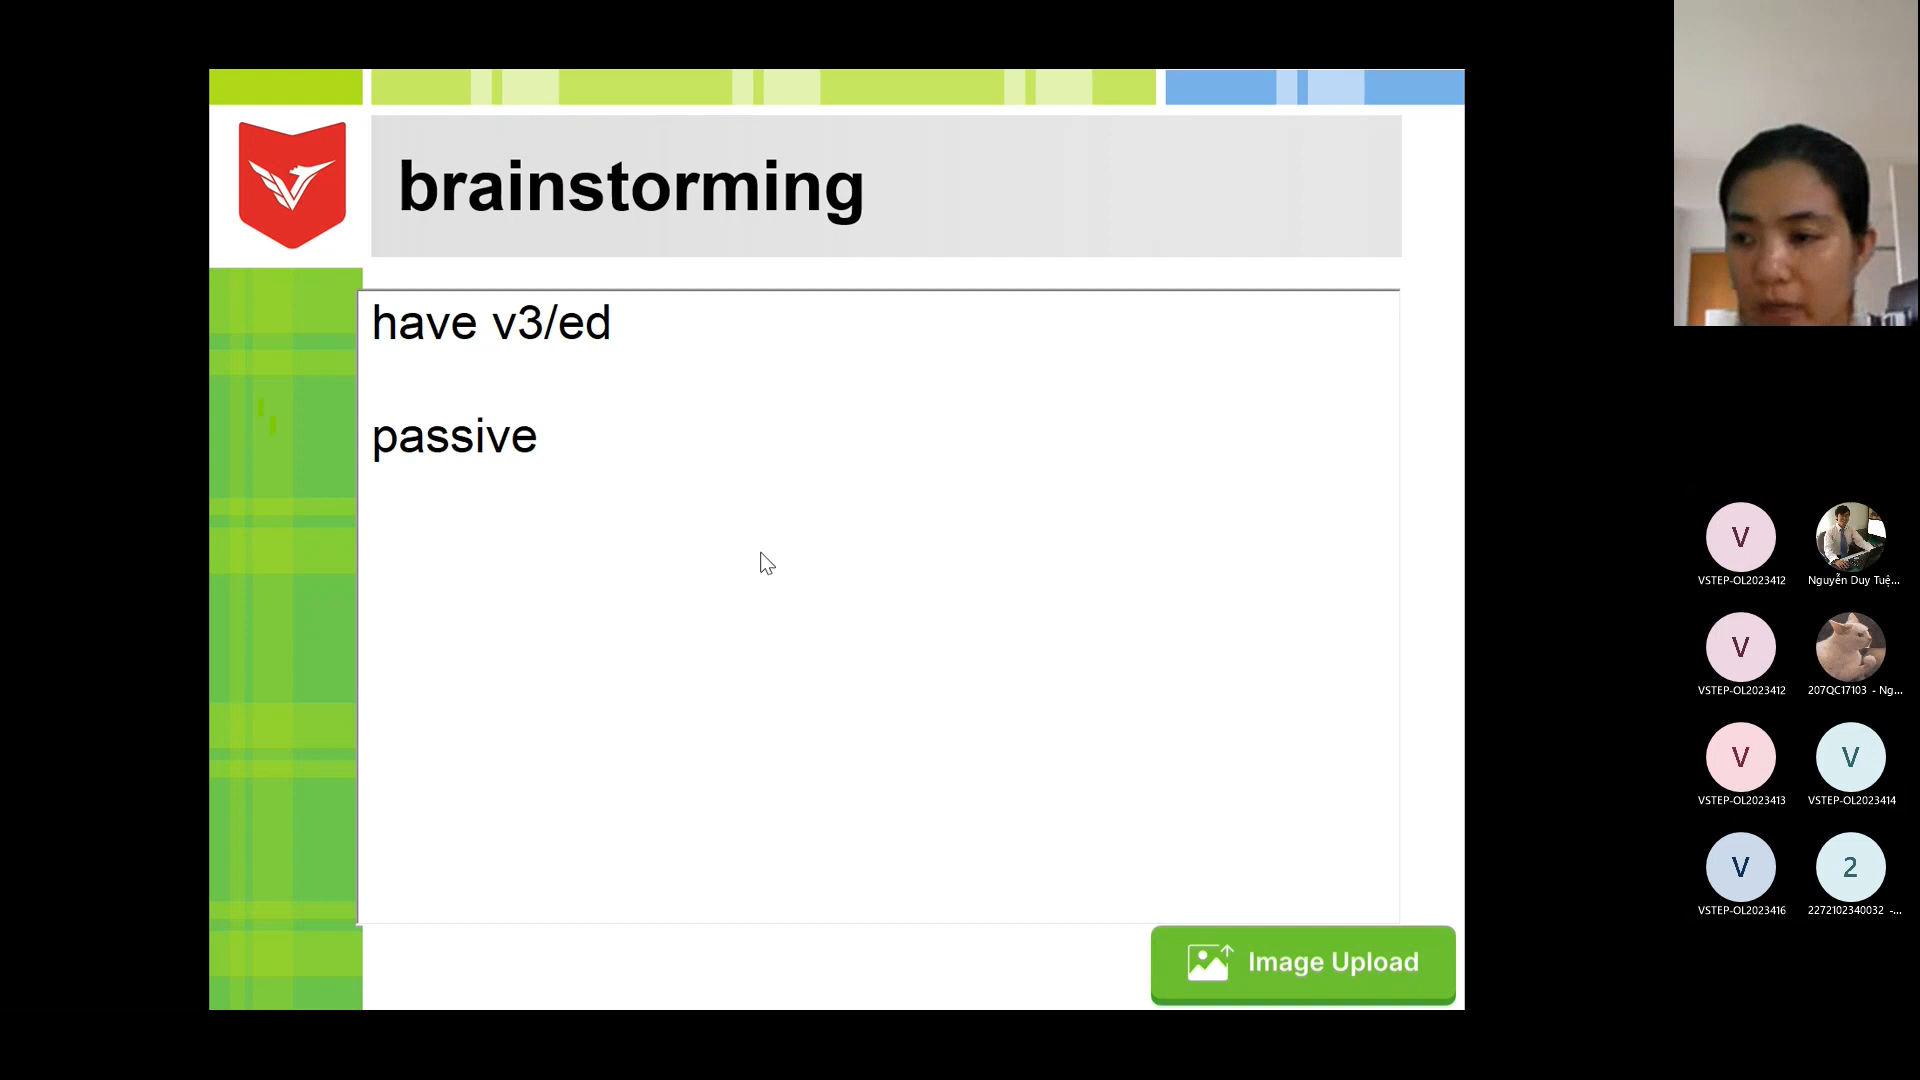 brainstorming
have v3/ed
passive
Image Upload
V
VSTEP-OL2023412
Nguyễn Duy Tuệ...
V
VSTEP-OL2023412
207QC17103 - Ng...
V
VSTEP-OL2023413
V
VSTEP-OL2023414
V
VSTEP-OL2023416
2
2272102340032 -...